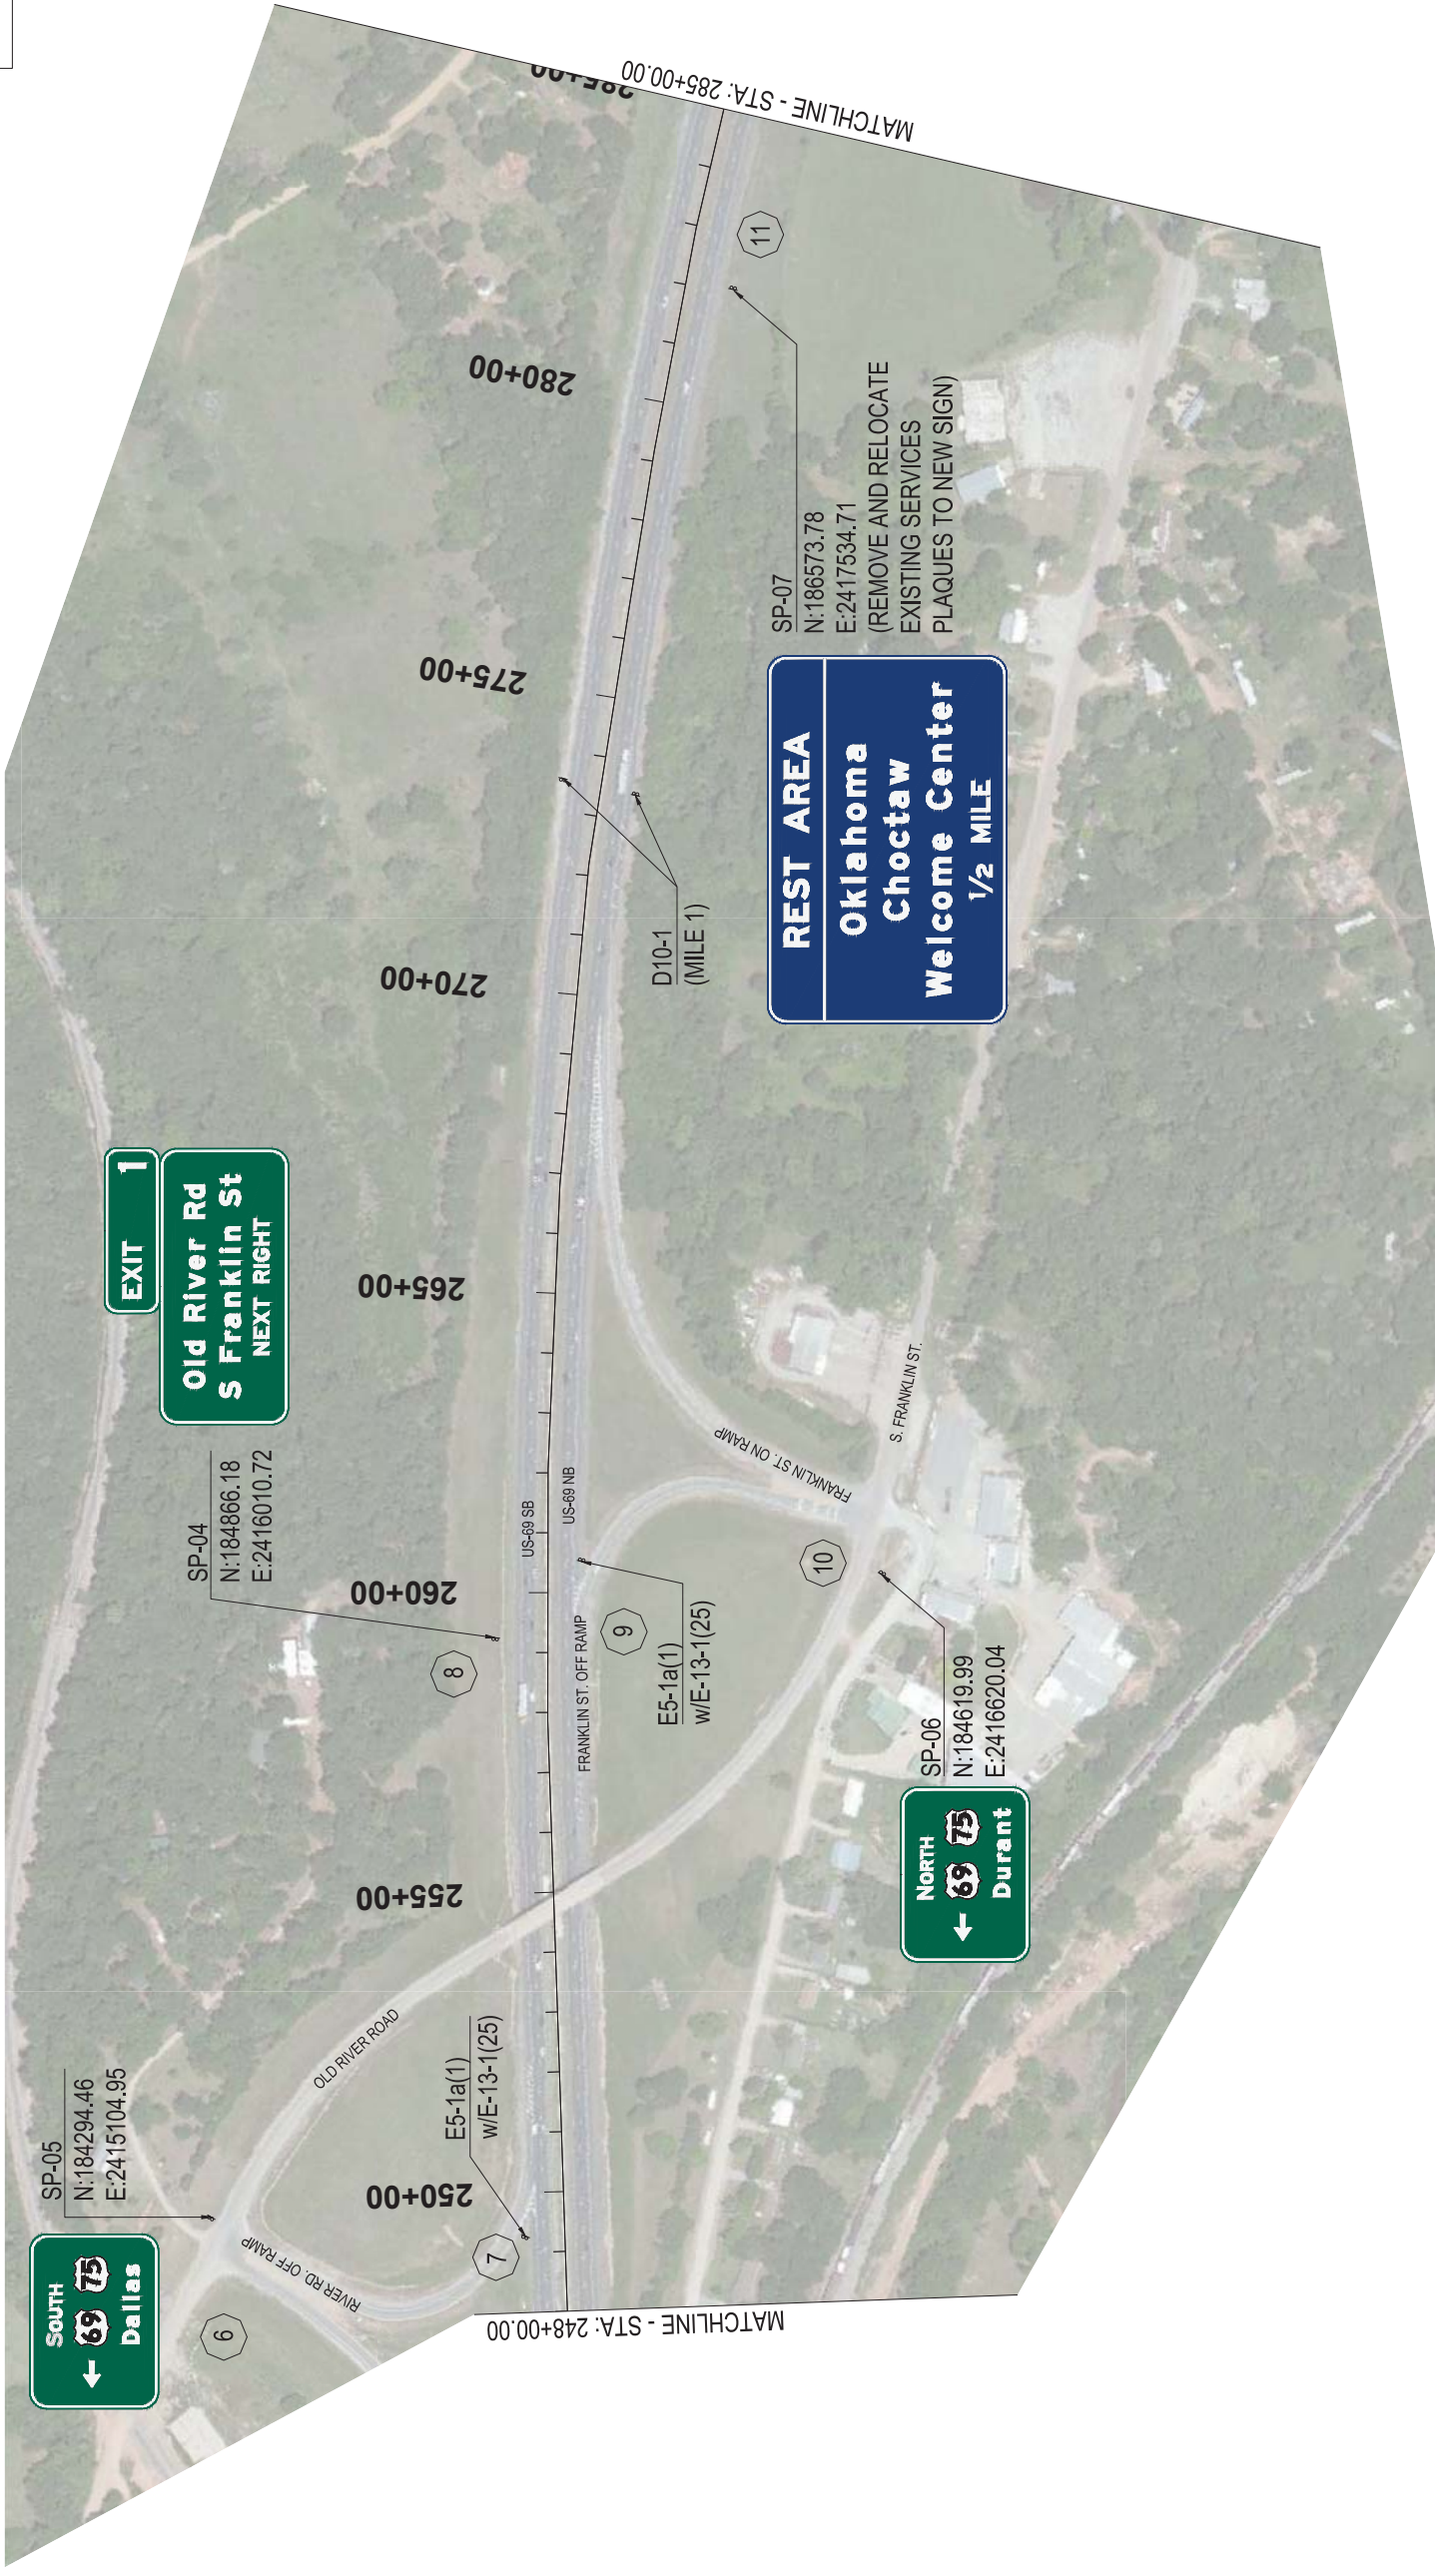 SOUTH
← 69 75
Dallas
SP-05
N:184294.46
E:2415104.95
6
RIVER RD. OFF RAMP
OLD RIVER ROAD
E5-1a(1)
w/E-13-1(25)
7
MATCHLINE - STA: 248+00.00
250+00
255+00
260+00
265+00
270+00
275+00
280+00
285+00
MATCHLINE - STA: 285+00.00
SP-04
N:184866.18
E:2416010.72
8
EXIT 1
Old River Rd
S Franklin St
NEXT RIGHT
US-69 SB
US-69 NB
FRANKLIN ST. OFF RAMP
9
E5-1a(1)
w/E-13-1(25)
FRANKLIN ST. ON RAMP
S. FRANKLIN ST.
10
SP-06
N:184619.99
E:2416620.04
NORTH
← 69 75
Durant
D10-1
(MILE 1)
REST AREA
Oklahoma
Choctaw
Welcome Center
1/2 MILE
SP-07
N:186573.78
E:2417534.71
(REMOVE AND RELOCATE
EXISTING SERVICES
PLAQUES TO NEW SIGN)
11